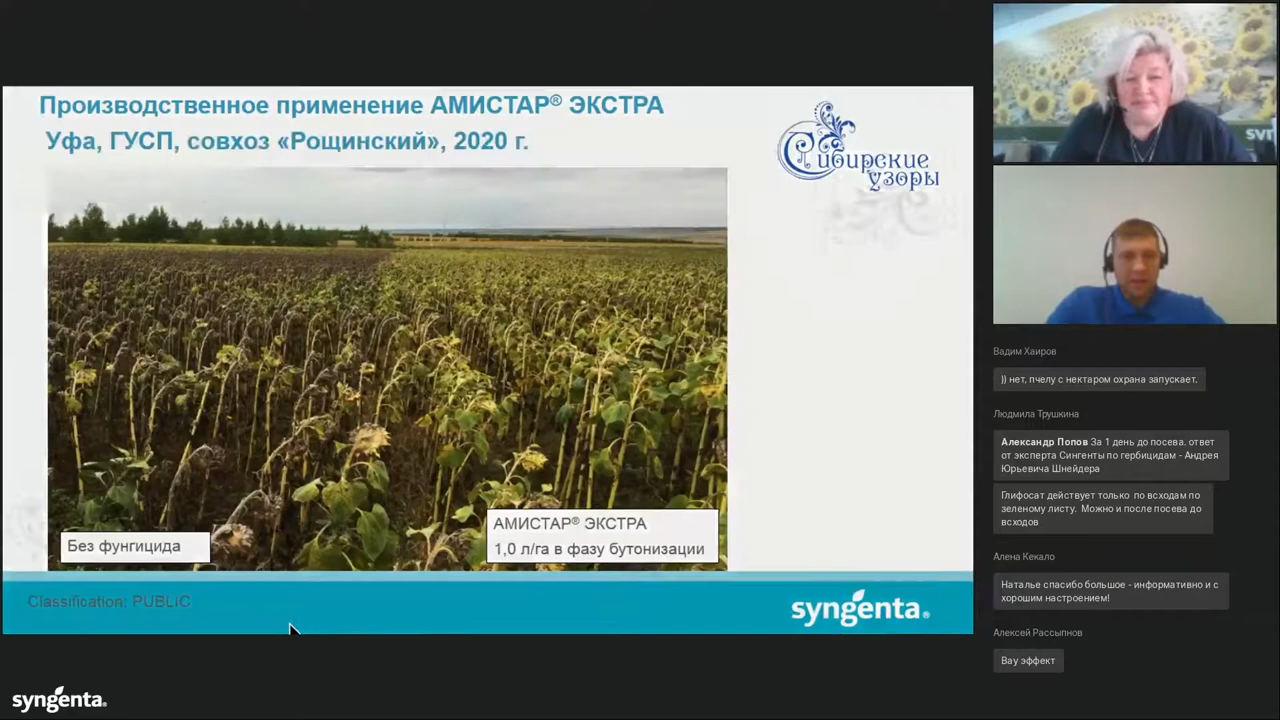 Производственное применение АМИСТАР® ЭКСТРА
Уфа, ГУСП, совхоз «Рощинский», 2020 г.
Сибирские
узоры
Без фунгицида
АМИСТАР® ЭКСТРА
1,0 л/га в фазу бутонизации
Classification: PUBLIC
syngenta®
syngenta®
Вадим Хаиров
)) нет, пчелу с нектаром охрана запускает.
Людмила Трушкина
Александр Попов За 1 день до посева. ответ
от эксперта Сингенты по гербицидам - Андрея
Юрьевича Шнейдера
Глифосат действует только по всходам по
зеленому листу. Можно и после посева до
всходов
Алена Кекало
Наталье спасибо большое - информативно и с
хорошим настроением!
Алексей Рассыпнов
Вау эффект